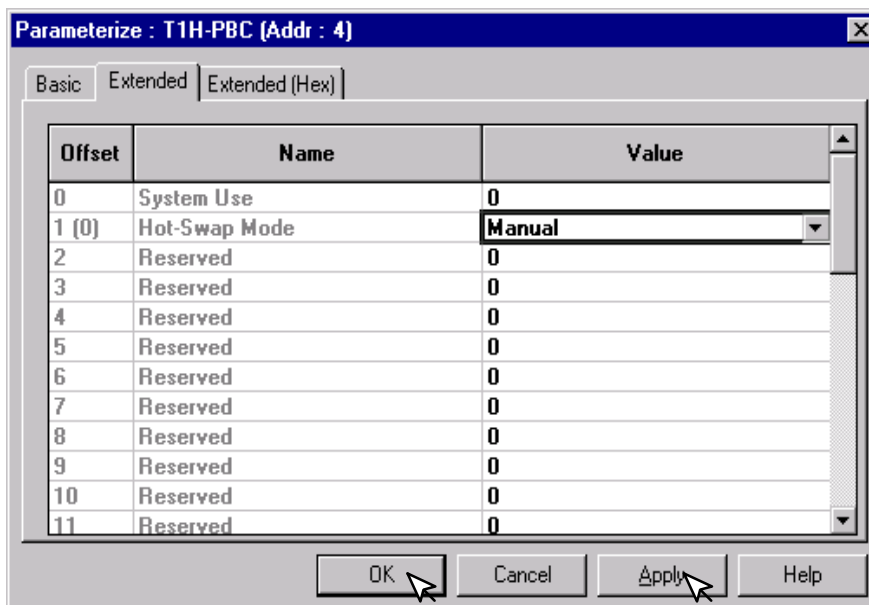 Parameterize : T1H-PBC (Addr : 4)
Basic Extended Extended (Hex)
Offset Name Value
0 System Use 0
1 (0) Hot-Swap Mode Manual
2 Reserved 0
3 Reserved 0
4 Reserved 0
5 Reserved 0
6 Reserved 0
7 Reserved 0
8 Reserved 0
9 Reserved 0
10 Reserved 0
11 Reserved 0
OK Cancel Apply Help